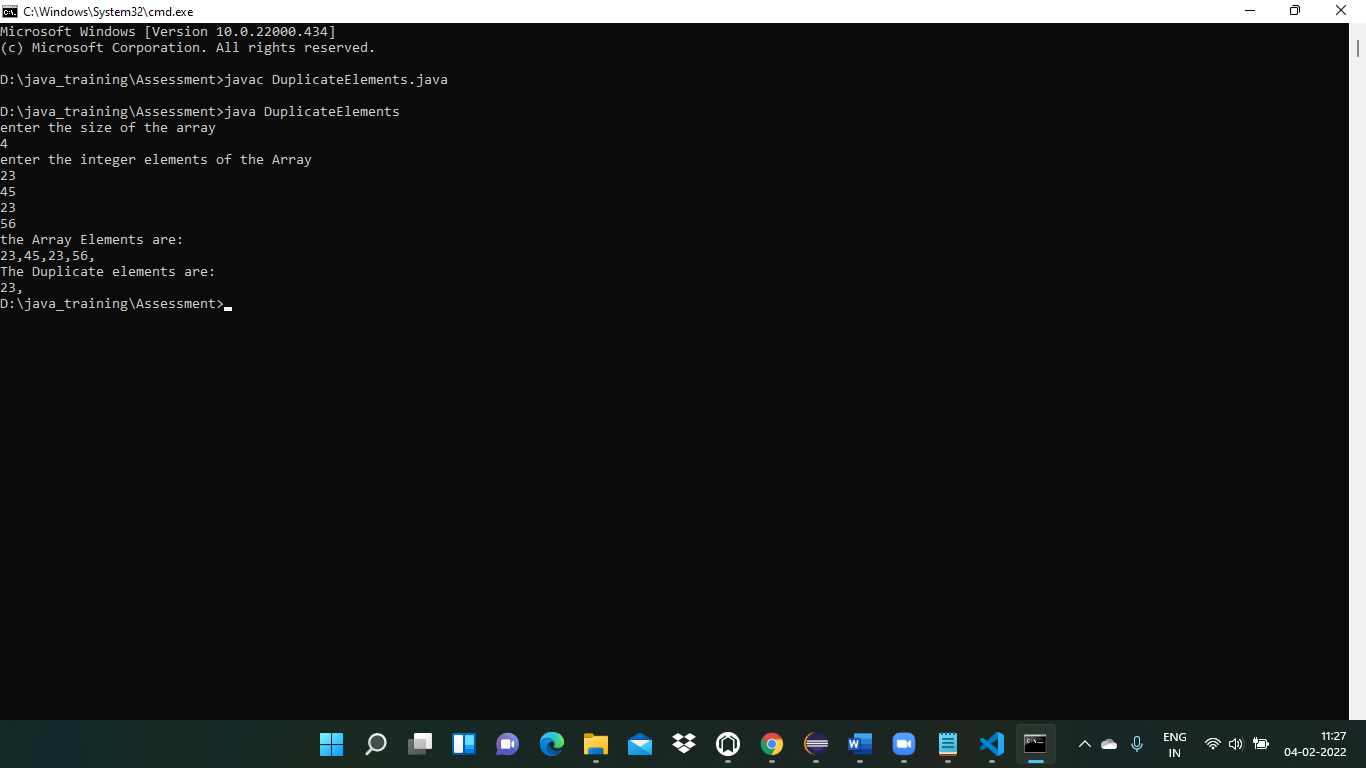 C:\Windows\System32\cmd.exe
Microsoft Windows [Version 10.0.22000.434]
(c) Microsoft Corporation. All rights reserved.
D:\java_training\Assessment>javac DuplicateElements.java
D:\java_training\Assessment>java DuplicateElements
enter the size of the array
4
enter the integer elements of the Array
23
45
23
56
the Array Elements are:
23,45,23,56,
The Duplicate elements are:
23,
D:\java_training\Assessment>
ENG
IN
11:27
04-02-2022